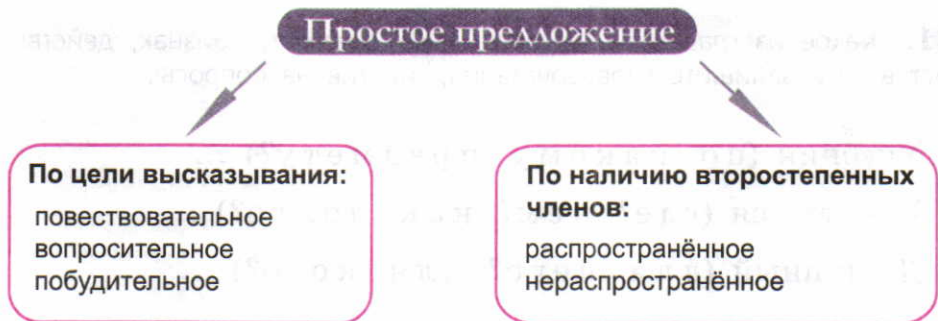 Простое предложение
По цели высказывания:
повествовательное
вопросительное
побудительное
По наличию второстепенных
членов:
распространённое
нераспространённое